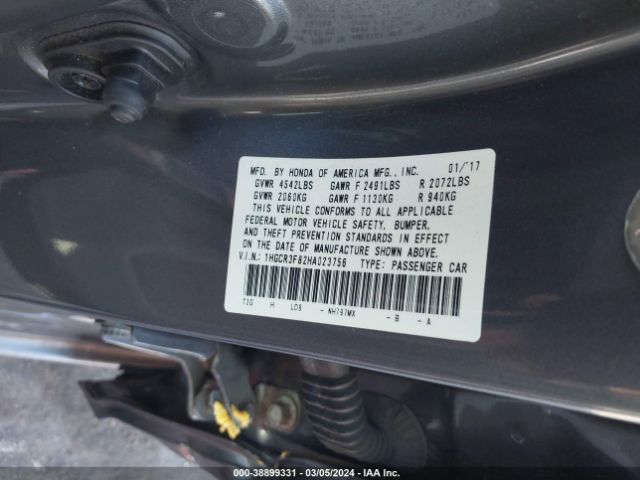 MFD. BY HONDA OF AMERICA MFG., INC. 01/'17
GVWR 4542LBS GAWR F 2491LBS R 2072LBS
GVWR 2060KG GAWR F 1130KG R 940KG
THIS VEHICLE CONFORMS TO ALL APPLICABLE
FEDERAL MOTOR VEHICLE SAFETY, BUMPER,
AND THEFT PREVENTION STANDARDS IN EFFECT
ON THE DATE OF MANUFACTURE SHOWN ABOVE.
V.I.N.: 1HGCR3F82HA023756 TYPE: PASSENGER CAR
T2G H LDS - NH797MX - B - A
000-38899331 / 03/05/2024 - IAA Inc.